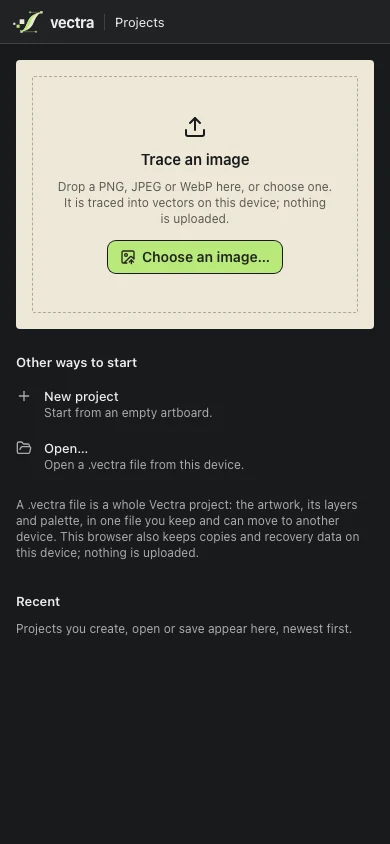 vectra
Projects
Trace an image
Drop a PNG, JPEG or WebP here, or choose one.
It is traced into vectors on this device; nothing
is uploaded.
Choose an image...
Other ways to start
New project
Start from an empty artboard.
Open...
Open a .vectra file from this device.
A .vectra file is a whole Vectra project: the artwork, its layers
and palette, in one file you keep and can move to another
device. This browser also keeps copies and recovery data on
this device; nothing is uploaded.
Recent
Projects you create, open or save appear here, newest first.